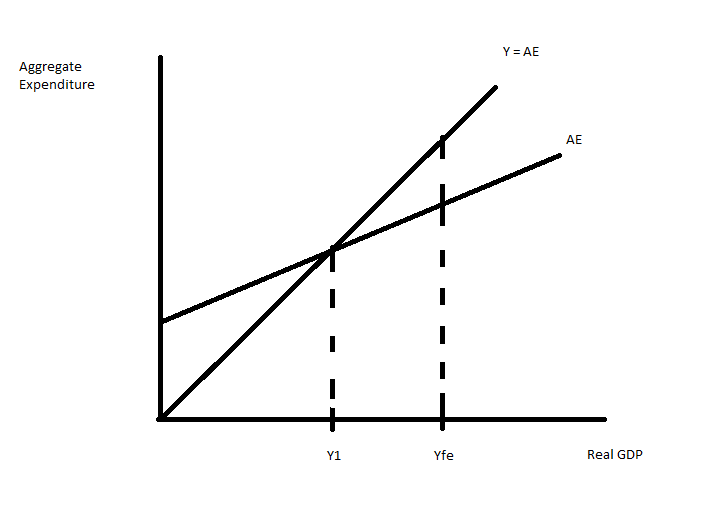 Y = AE
Aggregate
Expenditure
AE
Y1
Yfe
Real GDP